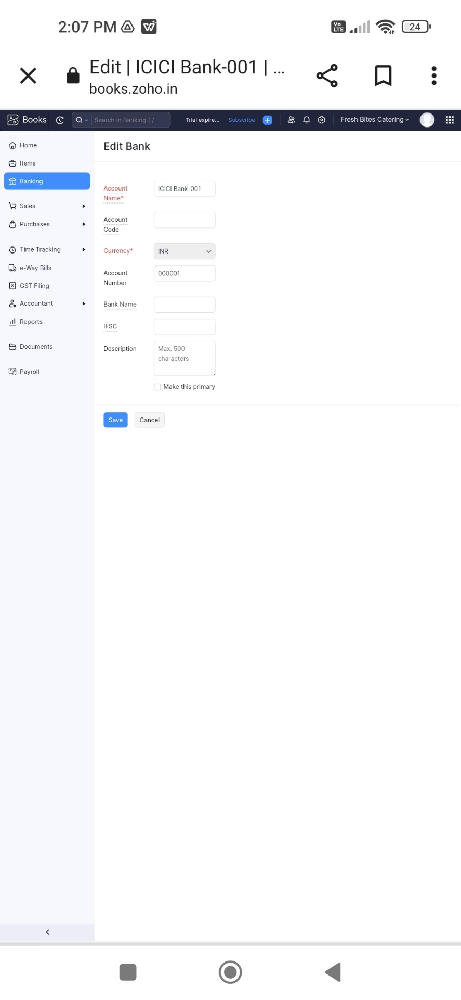 2:07 PM
Vo LTE
24
Edit | ICICI Bank-001 | ...
books.zoho.in
Books
Search in Banking ( /
Trial expire...
Subscribe
Fresh Bites Catering
Home
Items
Banking
Sales
Purchases
Time Tracking
e-Way Bills
GST Filing
Accountant
Reports
Documents
Payroll
Edit Bank
Account
Name*
ICICI Bank-001
Account
Code
Currency*
INR
Account
Number
000001
Bank Name
IFSC
Description
Max. 500
characters
Make this primary
Save
Cancel